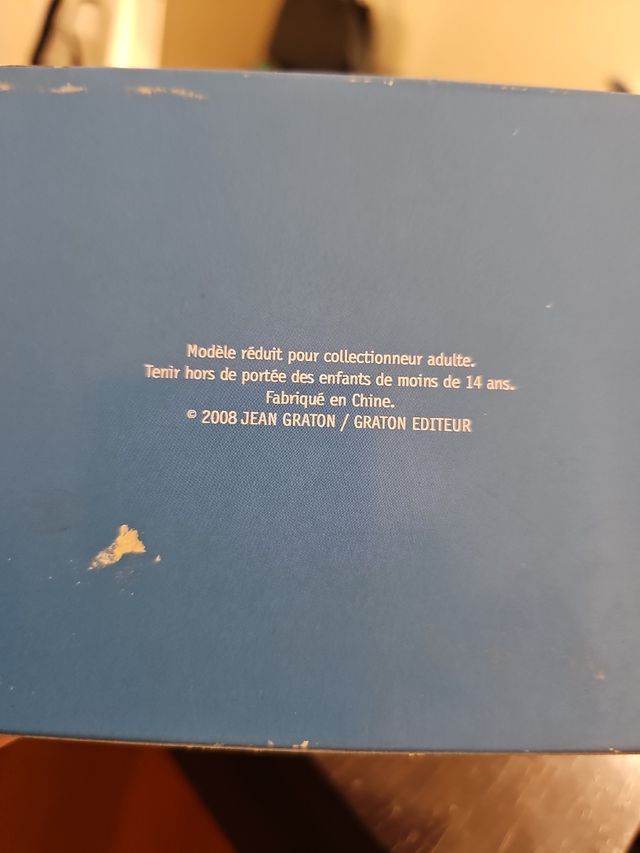 Modèle réduit pour collectionneur adulte.
Tenir hors de portée des enfants de moins de 14 ans.
Fabriqué en Chine.
© 2008 JEAN GRATON / GRATON EDITEUR